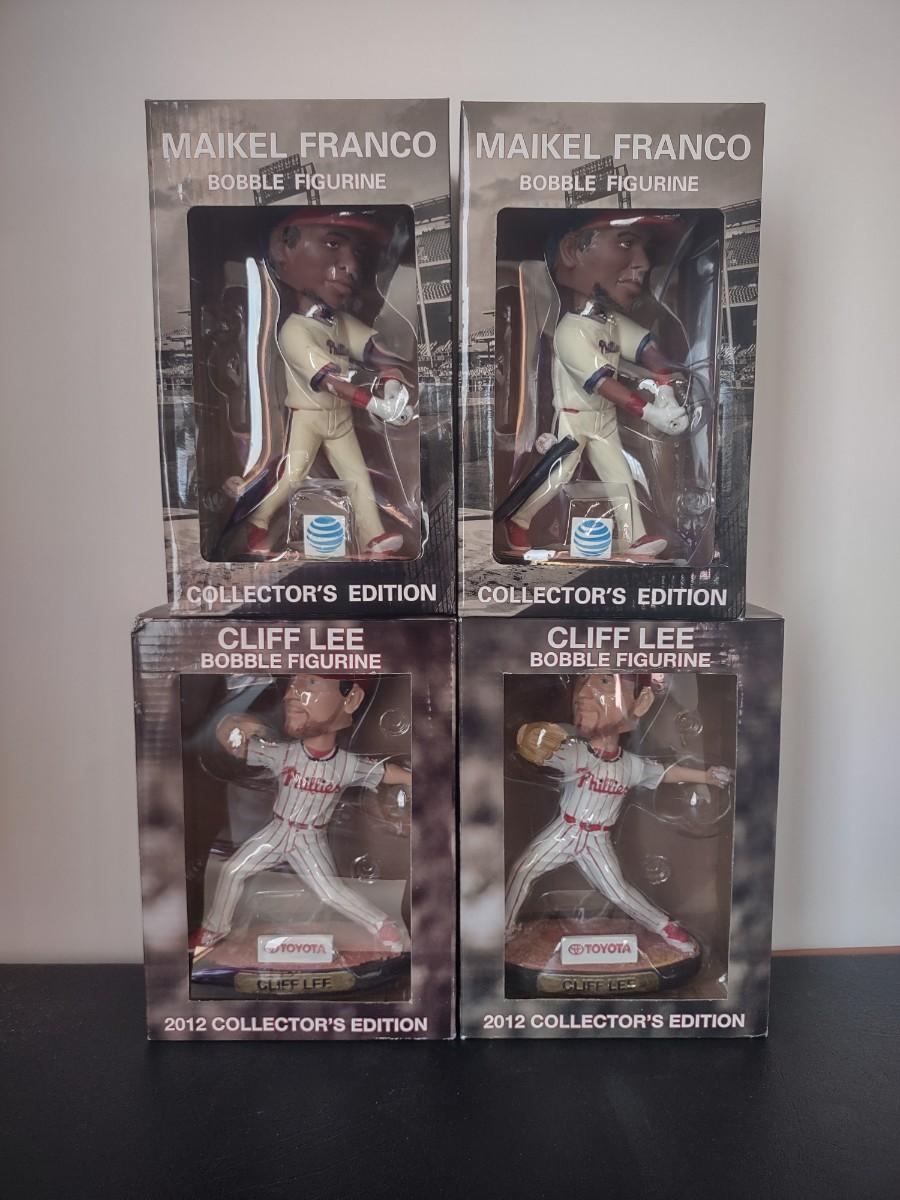 MAIKEL FRANCO
BOBBLE FIGURINE
Phillies
COLLECTOR'S EDITION
MAIKEL FRANCO
BOBBLE FIGURINE
Phillies
COLLECTOR'S EDITION
CLIFF LEE
BOBBLE FIGURINE
Phillies
TOYOTA
CLIFF LEE
2012 COLLECTOR'S EDITION
CLIFF LEE
BOBBLE FIGURINE
Phillies
TOYOTA
CLIFF LEE
2012 COLLECTOR'S EDITION